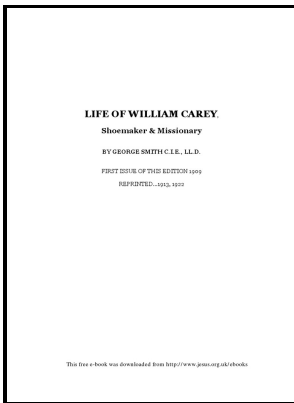 LIFE OF WILLIAM CAREY,
Shoemaker & Missionary
BY GEORGE SMITH C.I.E., LL.D.
FIRST ISSUE OF THIS EDITION 1909
REPRINTED...1913, 1922
This free e-book was downloaded from http://www.jesus.org.uk/ebooks